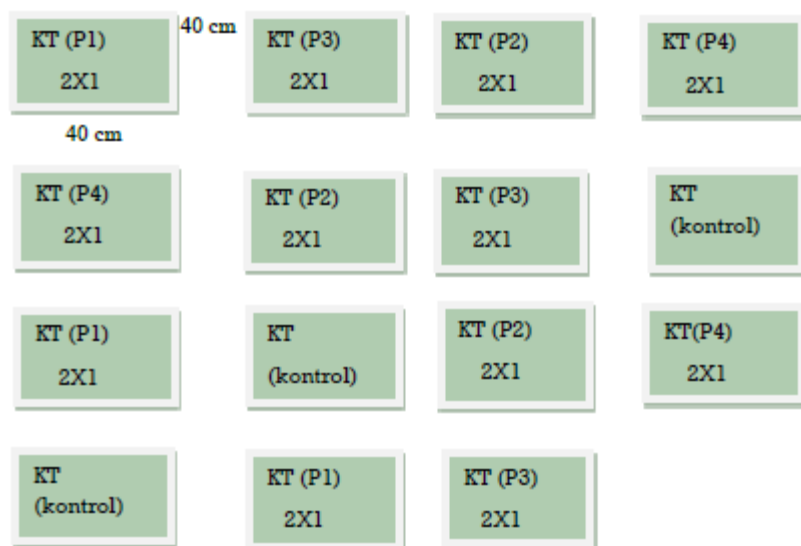 KT (P1)
2X1
40 cm
KT (P3)
2X1
KT (P2)
2X1
KT (P4)
2X1
40 cm
KT (P4)
2X1
KT (P2)
2X1
KT (P3)
2X1
KT
(kontrol)
KT (P1)
2X1
KT
(kontrol)
KT (P2)
2X1
KT(P4)
2X1
KT
(kontrol)
KT (P1)
2X1
KT (P3)
2X1